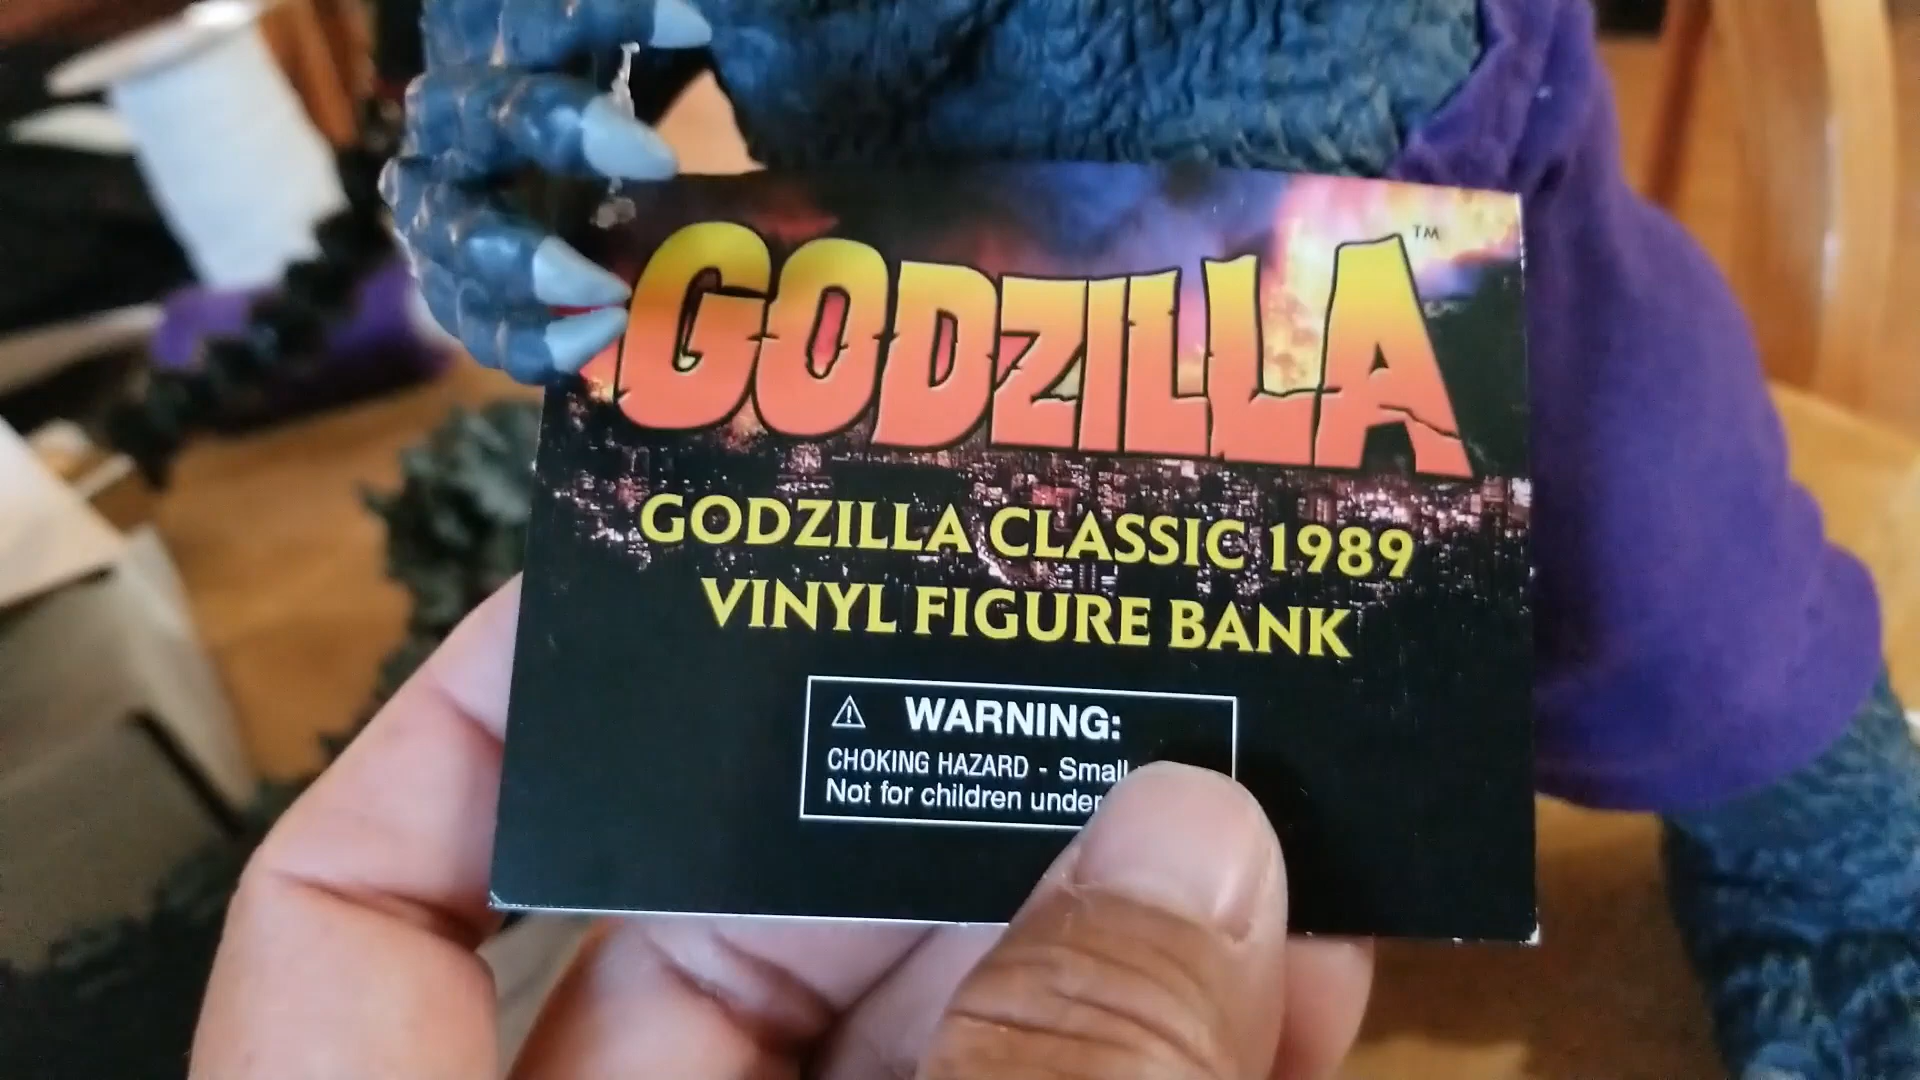 GODZILLA™
GODZILLA CLASSIC 1989
VINYL FIGURE BANK
⚠ WARNING:
CHOKING HAZARD - Small
Not for children under